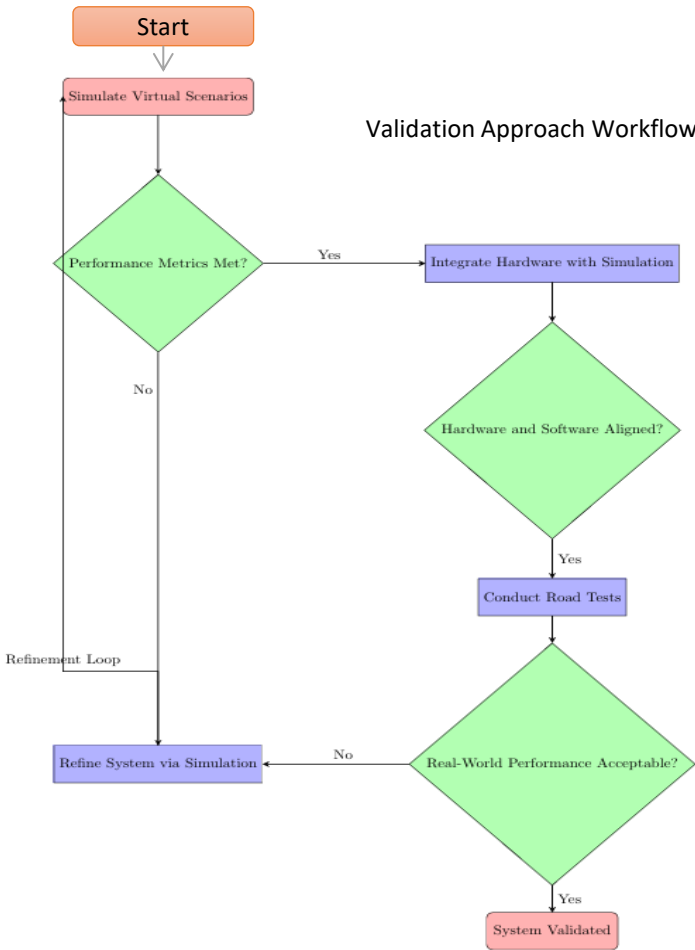 Start
Simulate Virtual Scenarios
Validation Approach Workflow
Performance Metrics Met?
Yes
Integrate Hardware with Simulation
No
Hardware and Software Aligned?
Yes
Conduct Road Tests
Refinement Loop
Refine System via Simulation
No
Real-World Performance Acceptable?
Yes
System Validated